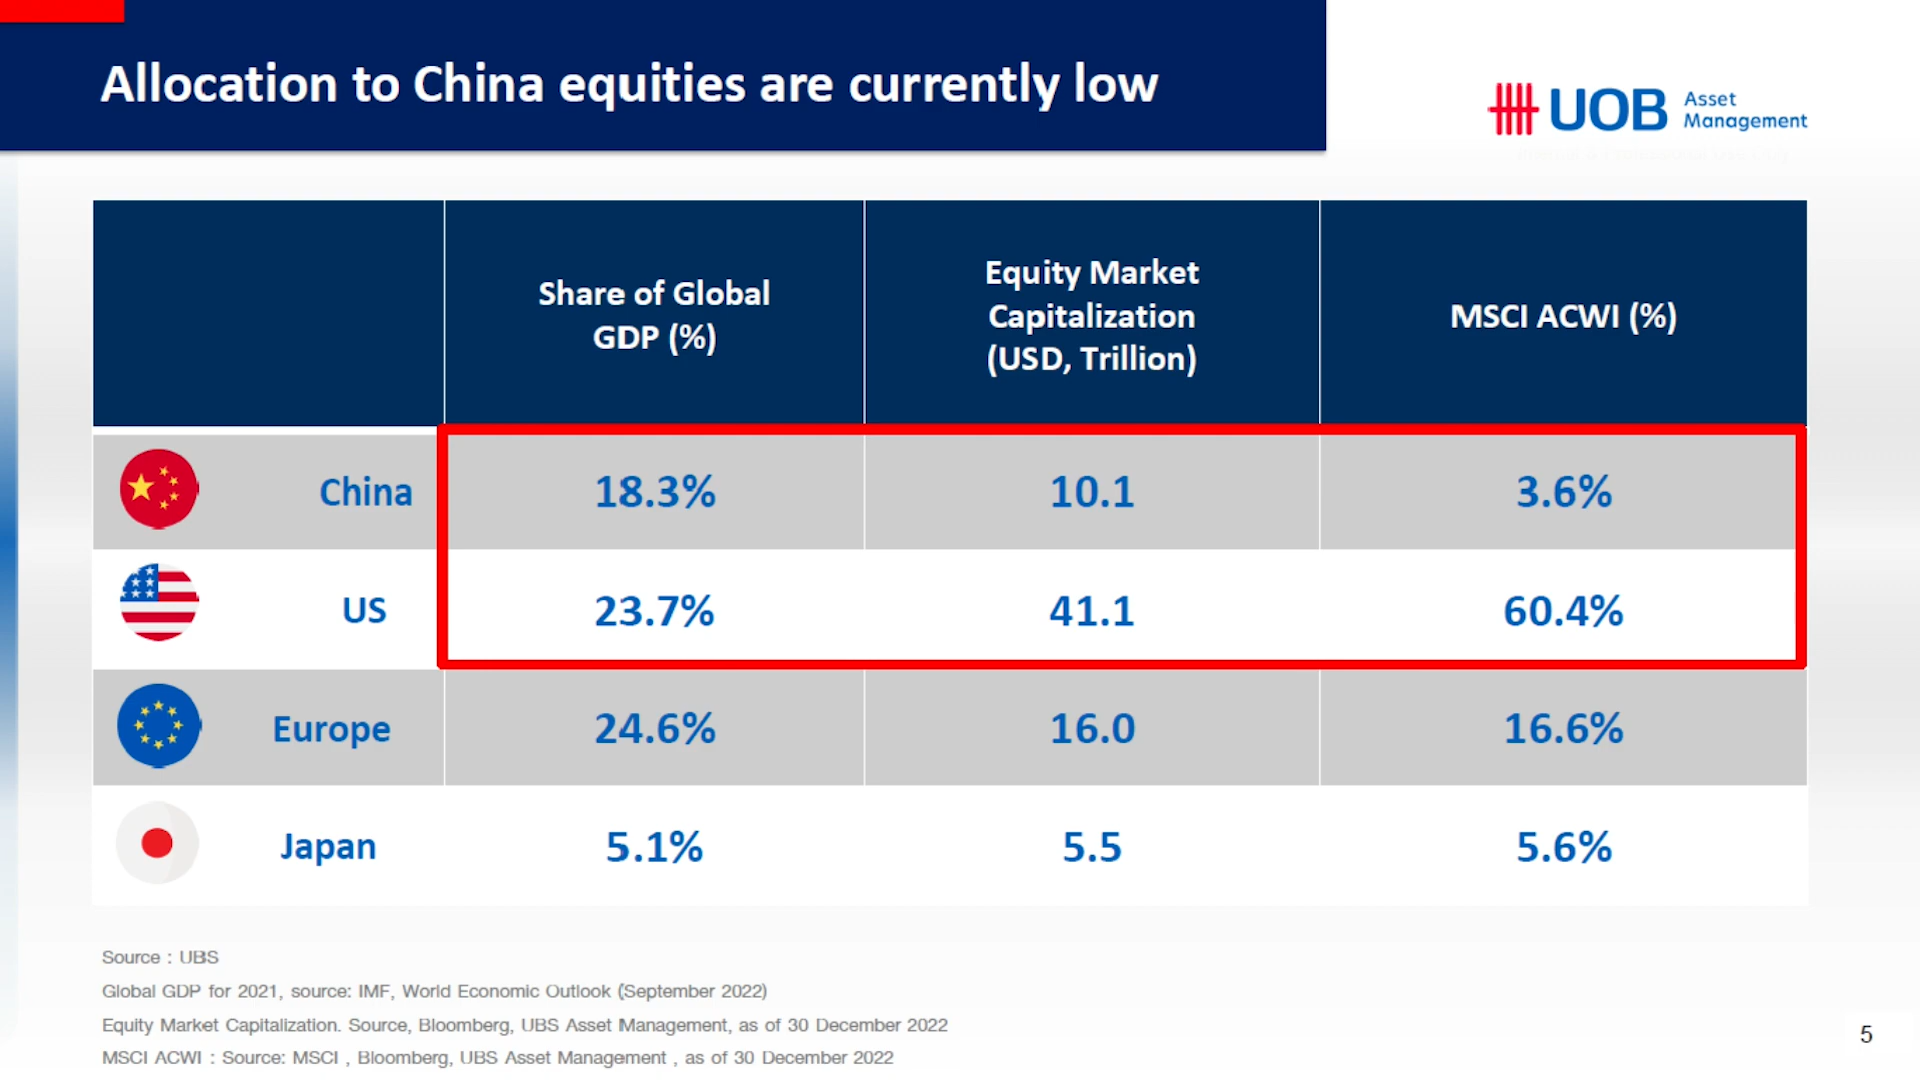 Allocation to China equities are currently low
UOB Asset Management
Share of Global
GDP (%)
Equity Market
Capitalization
(USD, Trillion)
MSCI ACWI (%)
China 18.3% 10.1 3.6%
US 23.7% 41.1 60.4%
Europe 24.6% 16.0 16.6%
Japan 5.1% 5.5 5.6%
Source : UBS
Global GDP for 2021, source: IMF, World Economic Outlook (September 2022)
Equity Market Capitalization. Source, Bloomberg, UBS Asset Management, as of 30 December 2022
MSCI ACWI : Source: MSCI , Bloomberg, UBS Asset Management , as of 30 December 2022
5